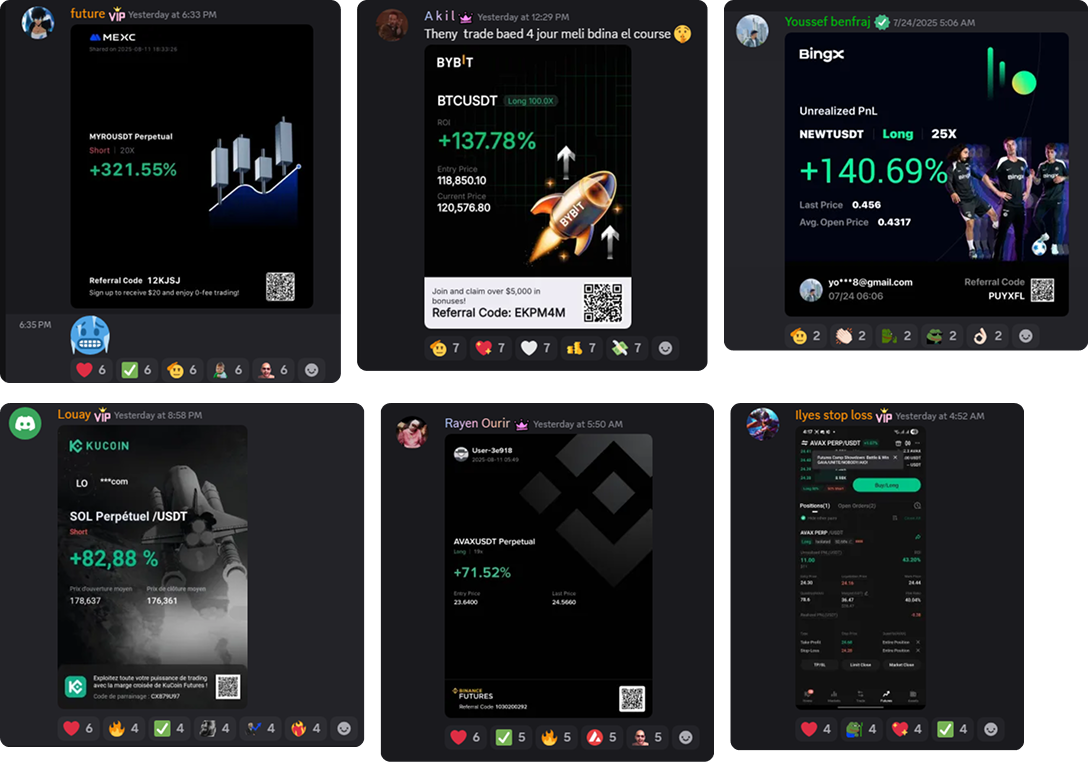 future VIP Yesterday at 6:33 PM
MEXC
Shared on 2025-08-11 18:33:26
MYROUSDT Perpetual
Short | 20X
+321.55%
Referral Code 12KJSJ
Sign up to receive $20 and enjoy 0-fee trading!
6:35 PM
6 6 6 6 6
Akil Yesterday at 12:29 PM
Theny trade baed 4 jour meli bdina el course
BYBIT
BTCUSDT Long 100.0X
ROI
+137.78%
Entry Price
118,850.10
Current Price
120,576.80
BYBIT
Join and claim over $5,000 in
bonuses!
Referral Code: EKPM4M
7 7 7 7 7
Youssef benfraj 7/24/2025 5:06 AM
BingX
Unrealized PnL
NEWTUSDT | Long | 25X
+140.69%
Last Price 0.456
Avg. Open Price 0.4317
BingX
yo***8@gmail.com
07/24 06:06
Referral Code
PUYXFL
2 2 2 2 2
Louay VIP Yesterday at 8:58 PM
KUCOIN
LO ***com
SOL Perpétuel /USDT
Short
+82,88 %
Prix d'ouverture moyen Prix de clôture moyen
178,637 176,361
Exploitez toute votre puissance de trading
avec la marge croisée de KuCoin Futures !
Code de parrainage : CX879U97
6 4 4 4 4 4
Rayen Ourir Yesterday at 5:50 AM
User-3e918
2025-08-11 05:49
AVAXUSDT Perpetual
Long | 15x
+71.52%
Entry Price Last Price
23.6400 24.5660
BINANCE
FUTURES
Referral Code 1030200292
6 5 5 5 5
Ilyes stop loss VIP Yesterday at 4:52 AM
4:17
AVAX PERP/USDT
Buy/Long
Positions(1) Open Orders(2)
AVAX PERP /USDT
Long Isolated
11.88 43.20%
24.30 24.16 24.44
78.6 36.47 40.04%
Take Profit Entire Position
Stop-Loss 24.20 Entire Position
TP/SL Limit Close Market Close
Futures
4 4 4 4